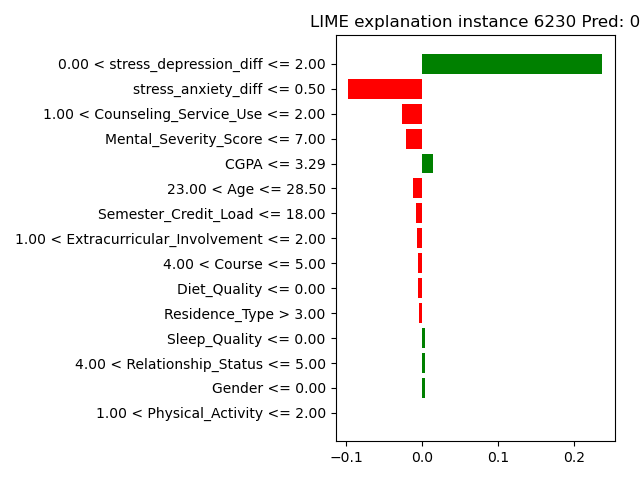 LIME explanation instance 6230 Pred: 0
0.00 < stress_depression_diff <= 2.00
stress_anxiety_diff <= 0.50
1.00 < Counseling_Service_Use <= 2.00
Mental_Severity_Score <= 7.00
CGPA <= 3.29
23.00 < Age <= 28.50
Semester_Credit_Load <= 18.00
1.00 < Extracurricular_Involvement <= 2.00
4.00 < Course <= 5.00
Diet_Quality <= 0.00
Residence_Type > 3.00
Sleep_Quality <= 0.00
4.00 < Relationship_Status <= 5.00
Gender <= 0.00
1.00 < Physical_Activity <= 2.00
−0.1 0.0 0.1 0.2